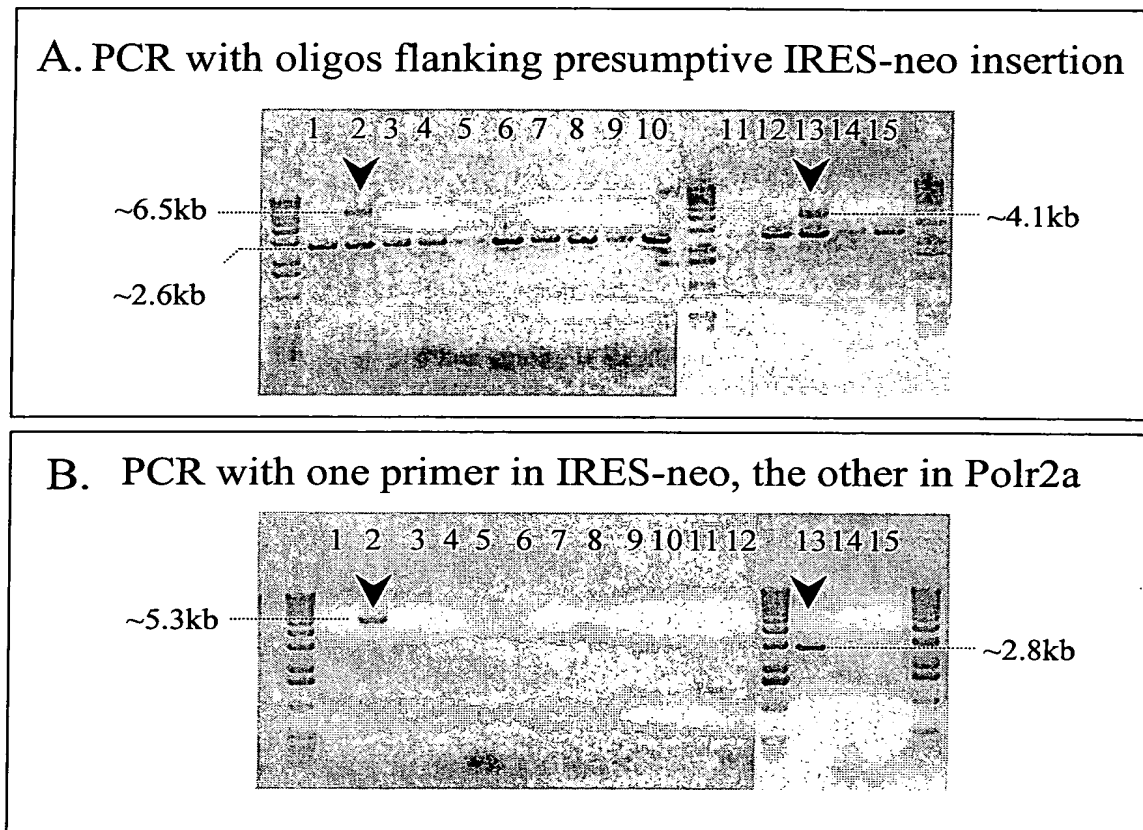 A. PCR with oligos flanking presumptive IRES-neo insertion
1 2 3 4 5 6 7 8 9 10 11 12 13 14 15
~6.5kb
~4.1kb
~2.6kb
B. PCR with one primer in IRES-neo, the other in Polr2a
1 2 3 4 5 6 7 8 9 10 11 12 13 14 15
~5.3kb
~2.8kb